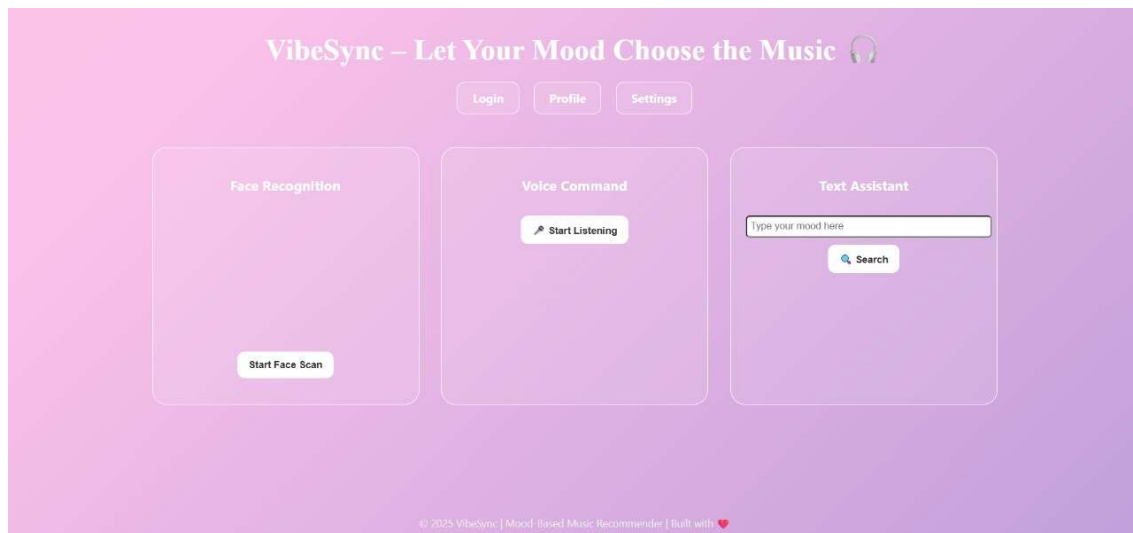 VibeSync – Let Your Mood Choose the Music 🎧
Login Profile Settings
Face Recognition
Start Face Scan
Voice Command
🎤 Start Listening
Text Assistant
Type your mood here
🔍 Search
© 2025 VibeSync | Mood-Based Music Recommender | Built with ❤️